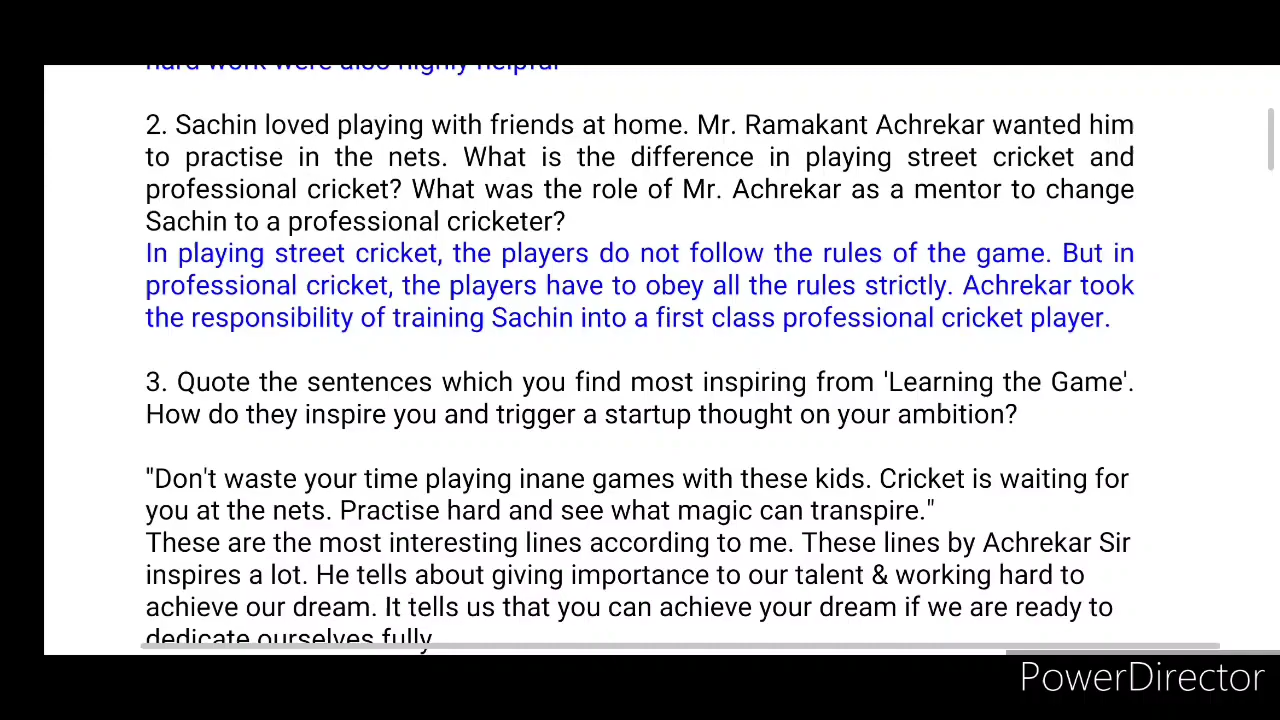 hard work were also highly helpful
2. Sachin loved playing with friends at home. Mr. Ramakant Achrekar wanted him
to practise in the nets. What is the difference in playing street cricket and
professional cricket? What was the role of Mr. Achrekar as a mentor to change
Sachin to a professional cricketer?
In playing street cricket, the players do not follow the rules of the game. But in
professional cricket, the players have to obey all the rules strictly. Achrekar took
the responsibility of training Sachin into a first class professional cricket player.
3. Quote the sentences which you find most inspiring from 'Learning the Game'.
How do they inspire you and trigger a startup thought on your ambition?
"Don't waste your time playing inane games with these kids. Cricket is waiting for
you at the nets. Practise hard and see what magic can transpire."
These are the most interesting lines according to me. These lines by Achrekar Sir
inspires a lot. He tells about giving importance to our talent & working hard to
achieve our dream. It tells us that you can achieve your dream if we are ready to
dedicate ourselves fully
PowerDirector